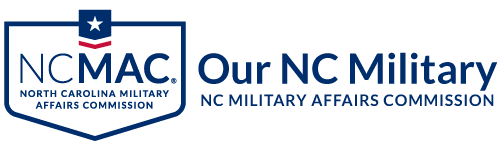 NCMAC®
NORTH CAROLINA MILITARY
AFFAIRS COMMISSION
Our NC Military
NC MILITARY AFFAIRS COMMISSION